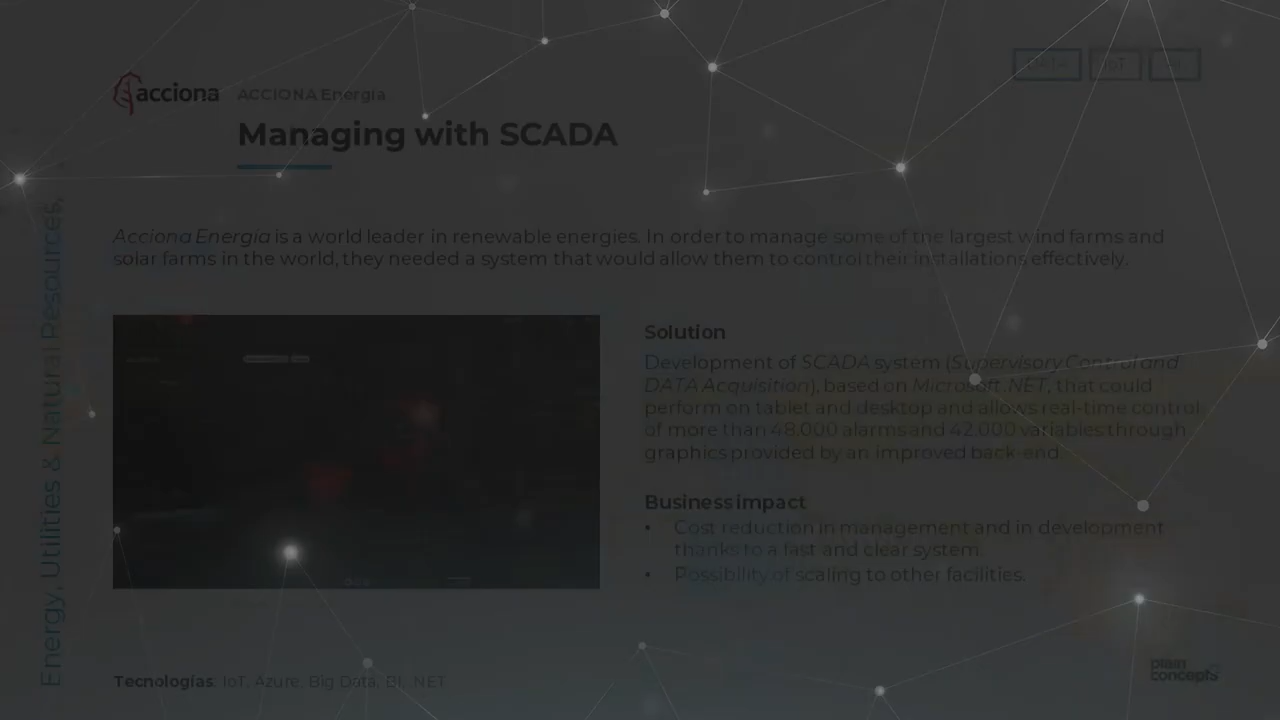 acciona
ACCIONA Energía
Managing with SCADA
Energy, Utilities & Natural Resources,
Acciona Energía is a world leader in renewable energies. In order to manage some of the largest wind farms and
solar farms in the world, they needed a system that would allow them to control their installations effectively.
Solution
Development of SCADA system (Supervisory Control and
DATA Acquisition), based on Microsoft .NET, that could
perform on tablet and desktop and allows real-time control
of more than 48.000 alarms and 42.000 variables through
graphics provided by an improved back-end
Business impact
• Cost reduction in management and in development
thanks to a fast and clear system.
• Possibility of scaling to other facilities.
Tecnologías: IoT, Azure, Big Data, BI, .NET
plain
concepts